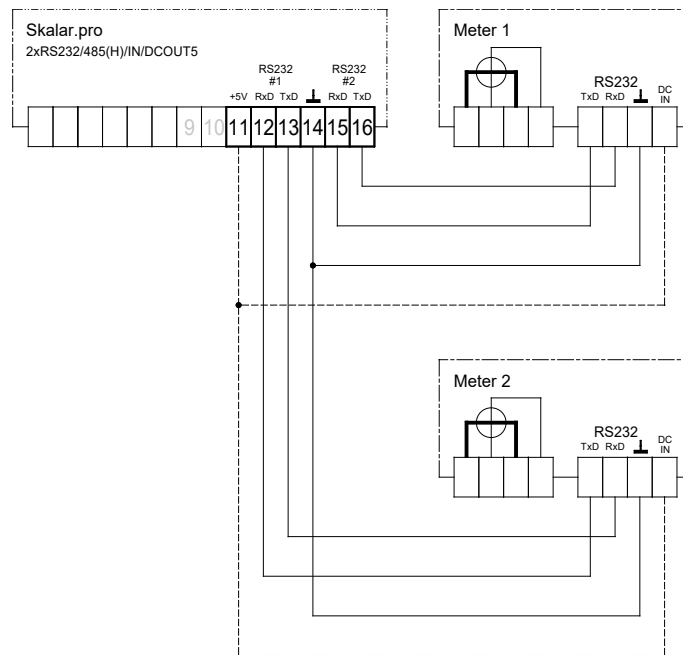 Skalar.pro
2xRS232/485(H)/IN/DCOUT5
RS232 RS232
#1 #2
+5V RxD TxD RxD TxD
9 10 11 12 13 14 15 16
Meter 1
RS232
TxD RxD DC
IN
Meter 2
RS232
TxD RxD DC
IN